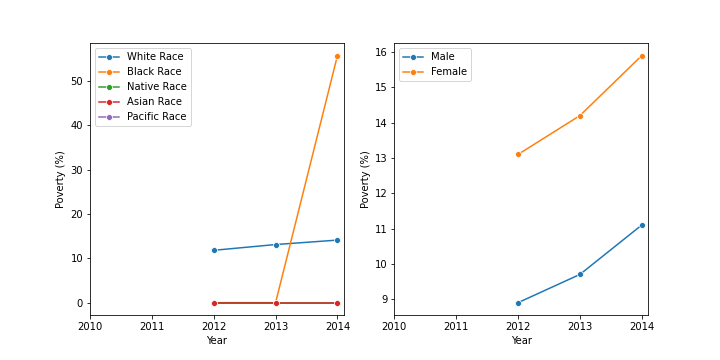 White Race
Black Race
Native Race
Asian Race
Pacific Race
50
40
30
20
10
0
Poverty (%)
2010 2011 2012 2013 2014
Year
Male
Female
16
15
14
13
12
11
10
9
Poverty (%)
2010 2011 2012 2013 2014
Year